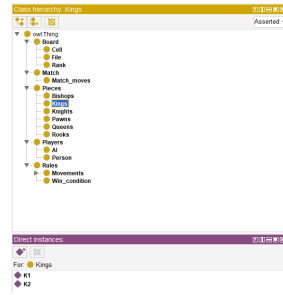 Class hierarchy: Kings
Asserted
owl:Thing
Board
Cell
File
Rank
Match
Match_moves
Pieces
Bishops
Kings
Knights
Pawns
Queens
Rooks
Players
AI
Person
Rules
Movements
Win_condition
Direct instances:
For: Kings
K1
K2